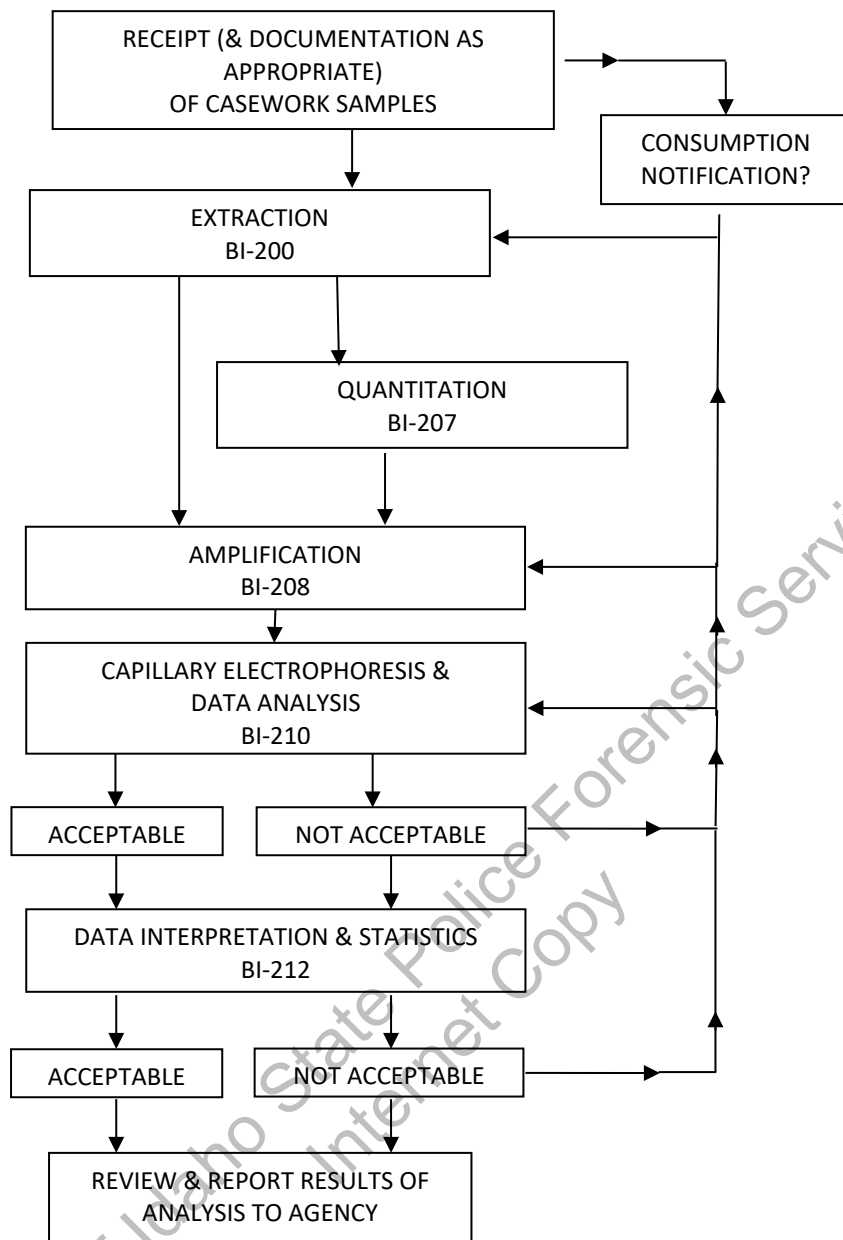 RECEIPT (& DOCUMENTATION AS
APPROPRIATE)
OF CASEWORK SAMPLES
CONSUMPTION
NOTIFICATION?
EXTRACTION
BI-200
QUANTITATION
BI-207
AMPLIFICATION
BI-208
CAPILLARY ELECTROPHORESIS &
DATA ANALYSIS
BI-210
ACCEPTABLE
NOT ACCEPTABLE
DATA INTERPRETATION & STATISTICS
BI-212
ACCEPTABLE
NOT ACCEPTABLE
REVIEW & REPORT RESULTS OF
ANALYSIS TO AGENCY
Idaho State Police Forensic
Internet Copy